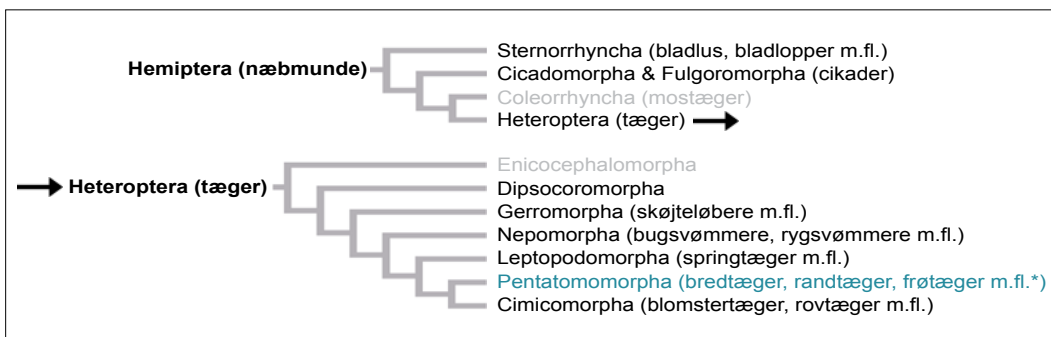 Sternorrhyncha (bladlus, bladlopper m.fl.)
Hemiptera (næbmunde)
Cicadomorpha & Fulgoromorpha (cikader)
Coleorrhyncha (mostæger)
Heteroptera (tæger)
Enicocephalomorpha
Heteroptera (tæger)
Dipsocoromorpha
Gerromorpha (skøjteløbere m.fl.)
Nepomorpha (bugsvømmere, rygsvømmere m.fl.)
Leptopodomorpha (springtæger m.fl.)
Pentatomomorpha (bredtæger, randtæger, frøtæger m.fl.*)
Cimicomorpha (blomstertæger, rovtæger m.fl.)